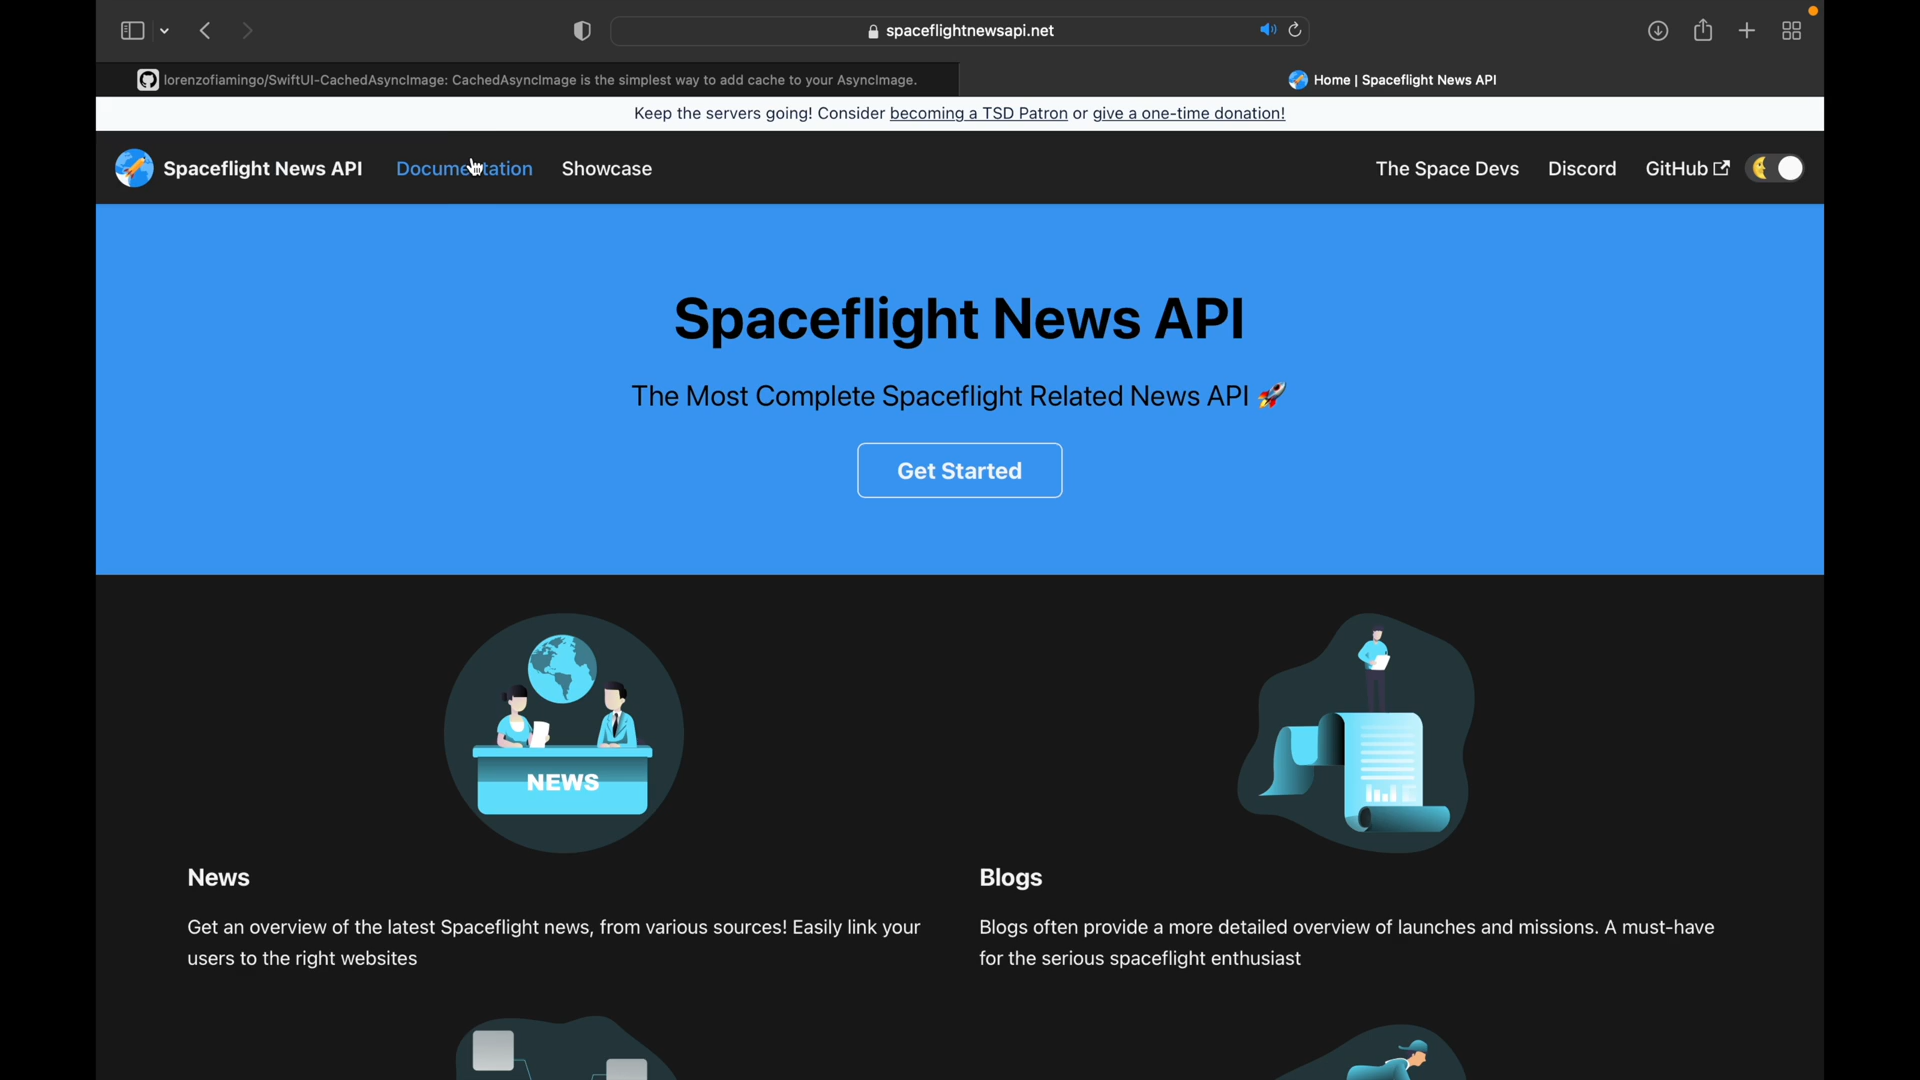 spaceflightnewsapi.net
lorenzofiamingo/SwiftUI-CachedAsyncImage: CachedAsyncImage is the simplest way to add cache to your AsyncImage.
Home | Spaceflight News API
Keep the servers going! Consider becoming a TSD Patron or give a one-time donation!
Spaceflight News API
Documentation
Showcase
The Space Devs
Discord
GitHub
Spaceflight News API
The Most Complete Spaceflight Related News API 🚀
Get Started
NEWS
News
Get an overview of the latest Spaceflight news, from various sources! Easily link your
users to the right websites
Blogs
Blogs often provide a more detailed overview of launches and missions. A must-have
for the serious spaceflight enthusiast